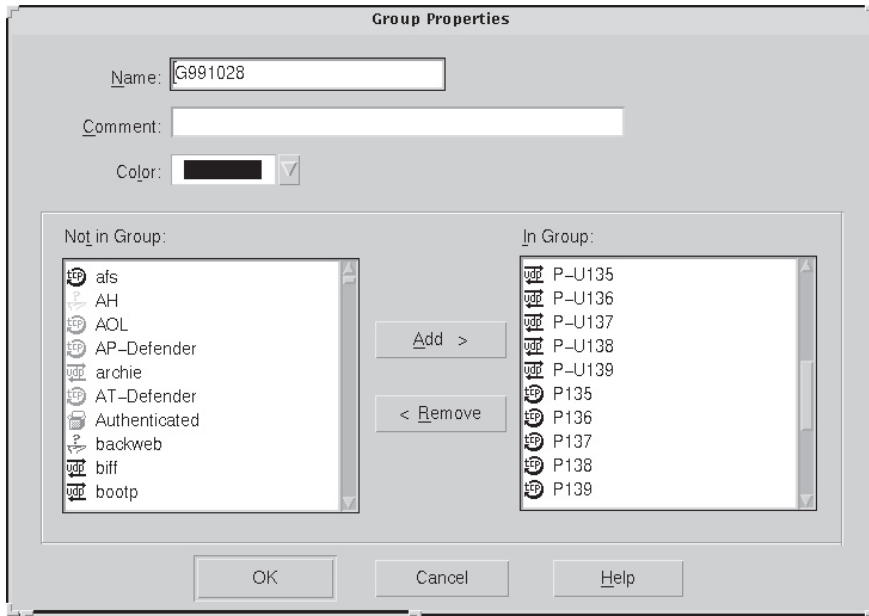 Group Properties
Name: G991028
Comment:
Color:
Not in Group:
afs
AH
AOL
AP-Defender
archie
AT-Defender
Authenticated
backweb
biff
bootp
Add >
< Remove
In Group:
P-U135
P-U136
P-U137
P-U138
P-U139
P135
P136
P137
P138
P139
OK
Cancel
Help